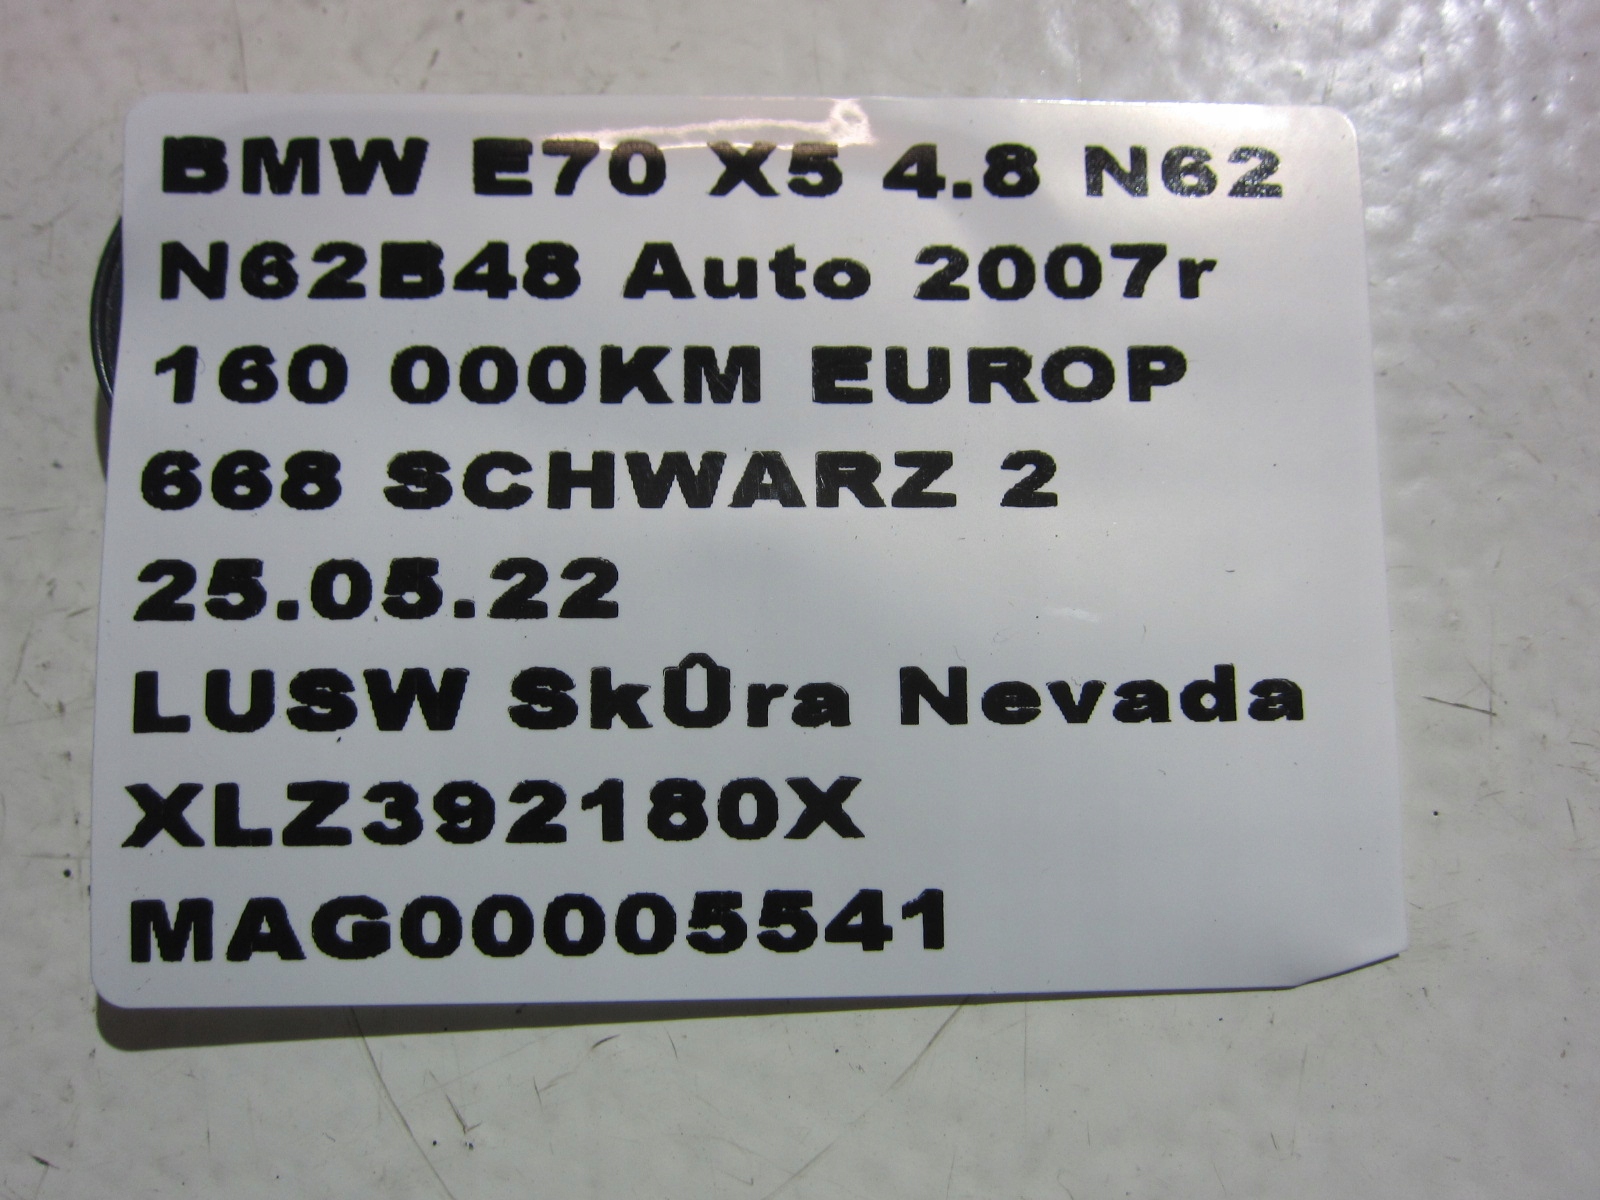 BMW E70 X5 4.8 N62
N62B48 Auto 2007r
160 000KM EUROP
668 SCHWARZ 2
25.05.22
LUSW SkÛra Nevada
XLZ392180X
MAG00005541